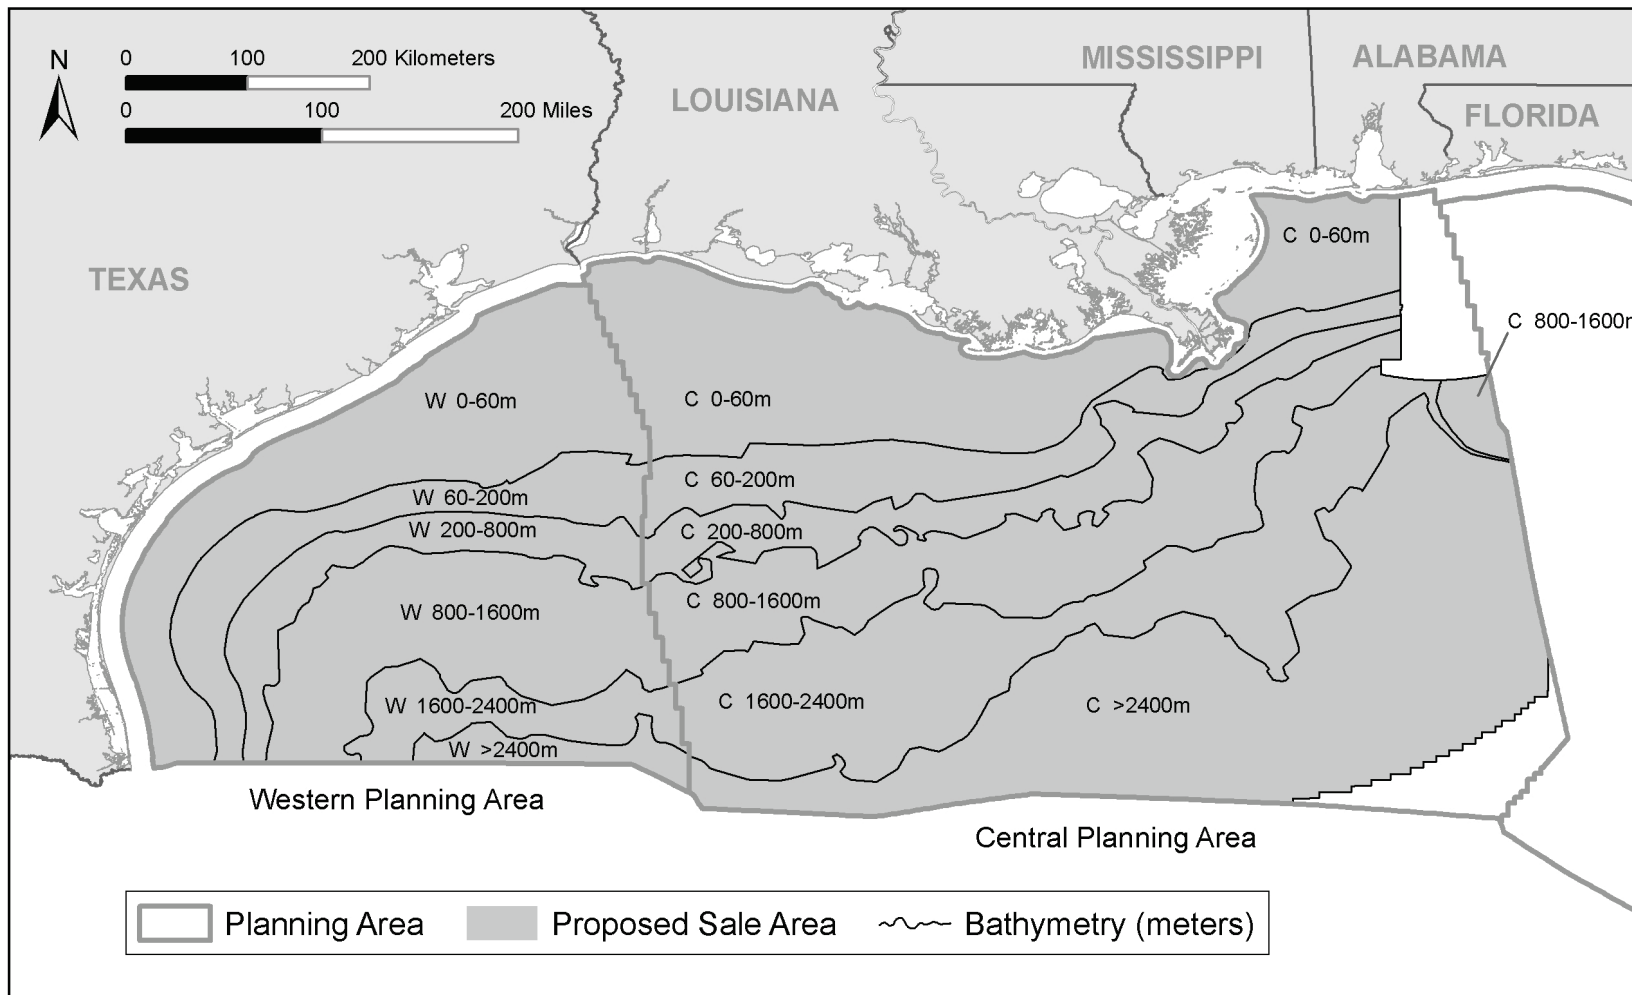 N
0 100 200 Kilometers
0 100 200 Miles
MISSISSIPPI
ALABAMA
LOUISIANA
FLORIDA
TEXAS
C 0-60m
C 800-1600m
W 0-60m
C 0-60m
C 60-200m
W 60-200m
W 200-800m
C 200-800m
C 800-1600m
W 800-1600m
C 1600-2400m
W 1600-2400m
C >2400m
W >2400m
Western Planning Area
Central Planning Area
Planning Area
Proposed Sale Area
Bathymetry (meters)